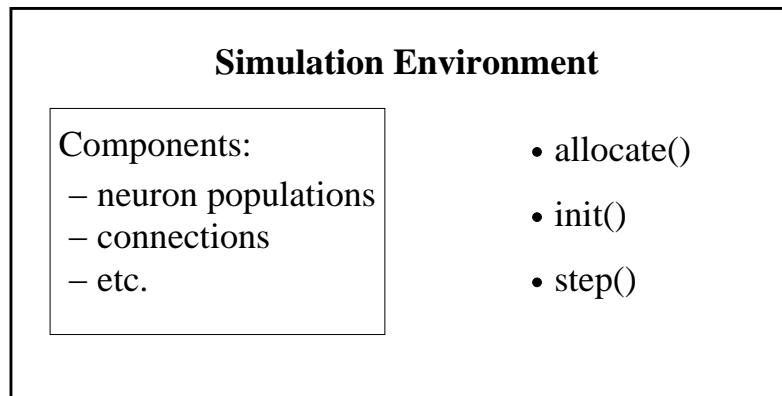 Simulation Environment
Components:
– neuron populations
– connections
– etc.
• allocate()
• init()
• step()